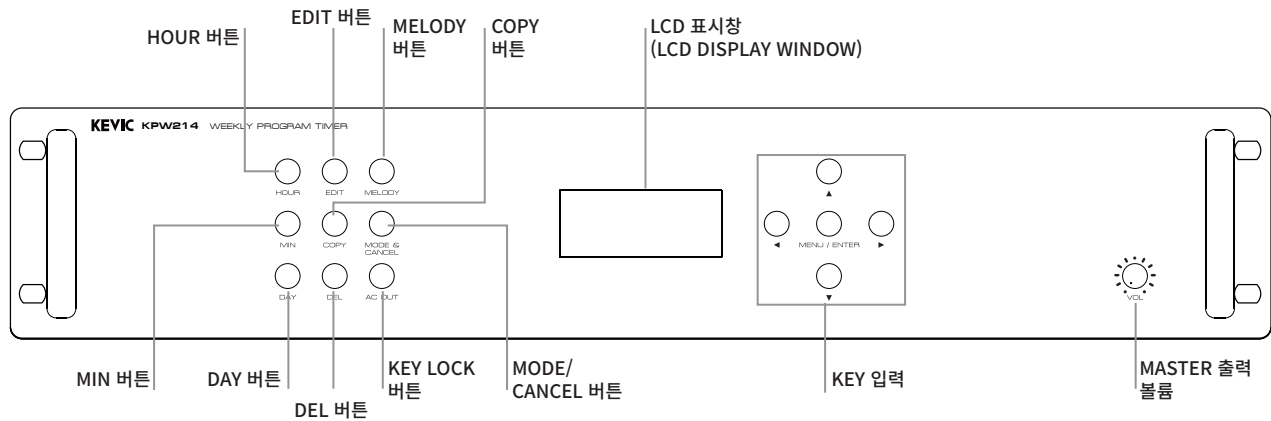 EDIT 버튼
HOUR 버튼
MELODY
버튼
COPY
버튼
LCD 표시창
(LCD DISPLAY WINDOW)
KEVIC KPW214 WEEKLY PROGRAM TIMER
HOUR EDIT MELODY
▲
MIN COPY MODE &
CANCEL
◀ MENU / ENTER ▶
DAY DEL AC OUT
▼
VOL
MIN 버튼
DAY 버튼
DEL 버튼
KEY LOCK
버튼
MODE/
CANCEL 버튼
KEY 입력
MASTER 출력
볼륨